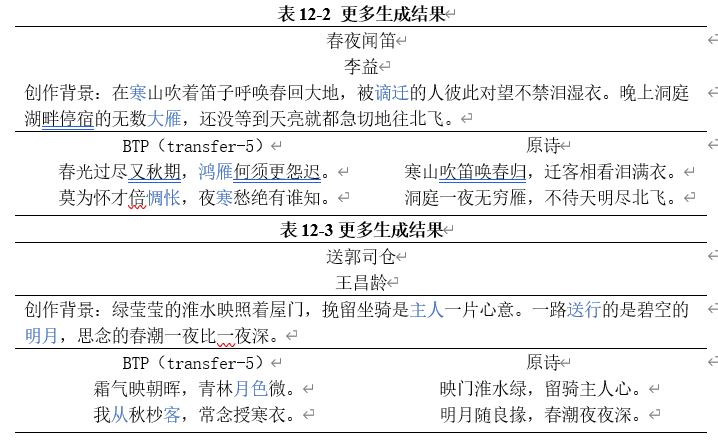 表 12-2 更多生成结果
春夜闻笛
李益
创作背景：在寒山吹着笛子呼唤春回大地，被谪迁的人彼此对望不禁泪湿衣。晚上洞庭
湖畔停宿的无数大雁，还没等到天亮就都急切地往北飞。
BTP（transfer-5） 原诗
春光过尽又秋期，鸿雁何须更怨迟。 寒山吹笛唤春归，迁客相看泪满衣。
莫为怀才倍惆怅，夜寒愁绝有谁知。 洞庭一夜无穷雁，不待天明尽北飞。
表 12-3 更多生成结果
送郭司仓
王昌龄
创作背景：绿莹莹的淮水映照着屋门，挽留坐骑是主人一片心意。一路送行的是碧空的
明月，思念的春潮一夜比一夜深。
BTP（transfer-5） 原诗
霜气映朝晖，青林月色微。 映门淮水绿，留骑主人心。
我从秋杪客，常念授寒衣。 明月随良掾，春潮夜夜深。